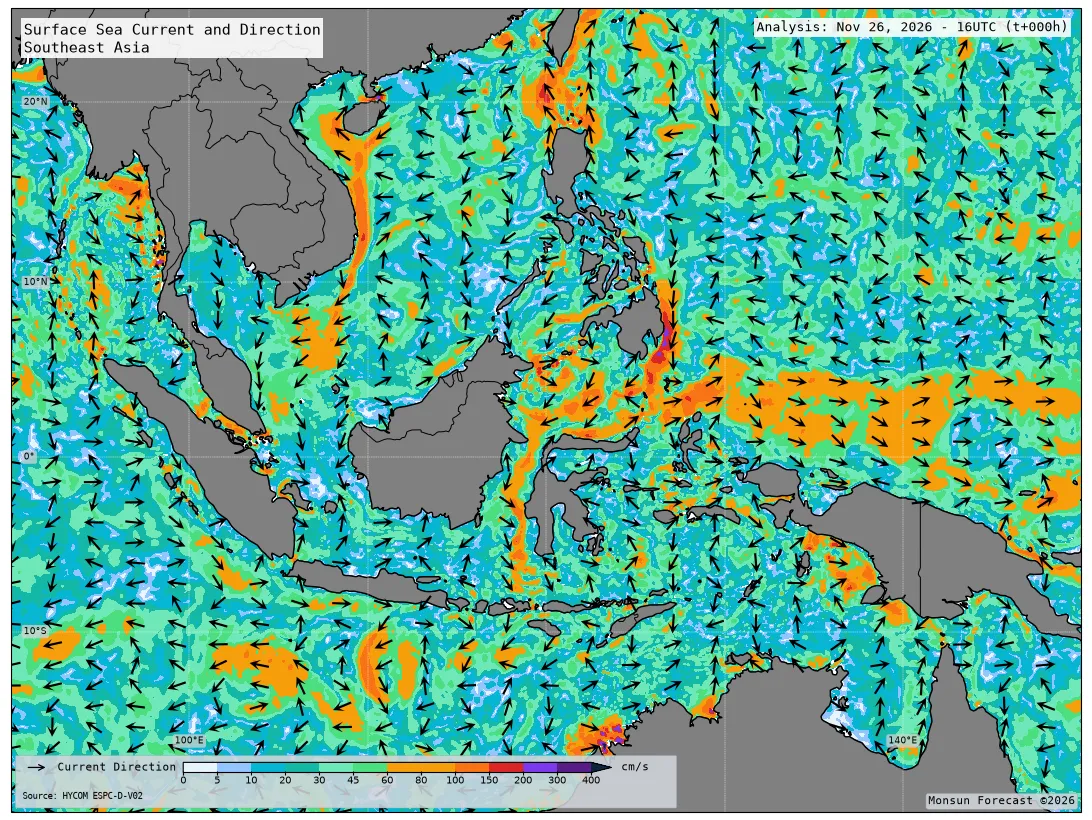 Surface Sea Current and Direction
Southeast Asia
Analysis: Nov 26, 2026 - 16UTC (t+000h)
20°N
10°N
0°
10°S
100°E
140°E
Current Direction
0 5 10 20 30 45 60 80 100 150 200 300 400
cm/s
Source: HYCOM ESPC-D-V02
Monsun Forecast ©2026